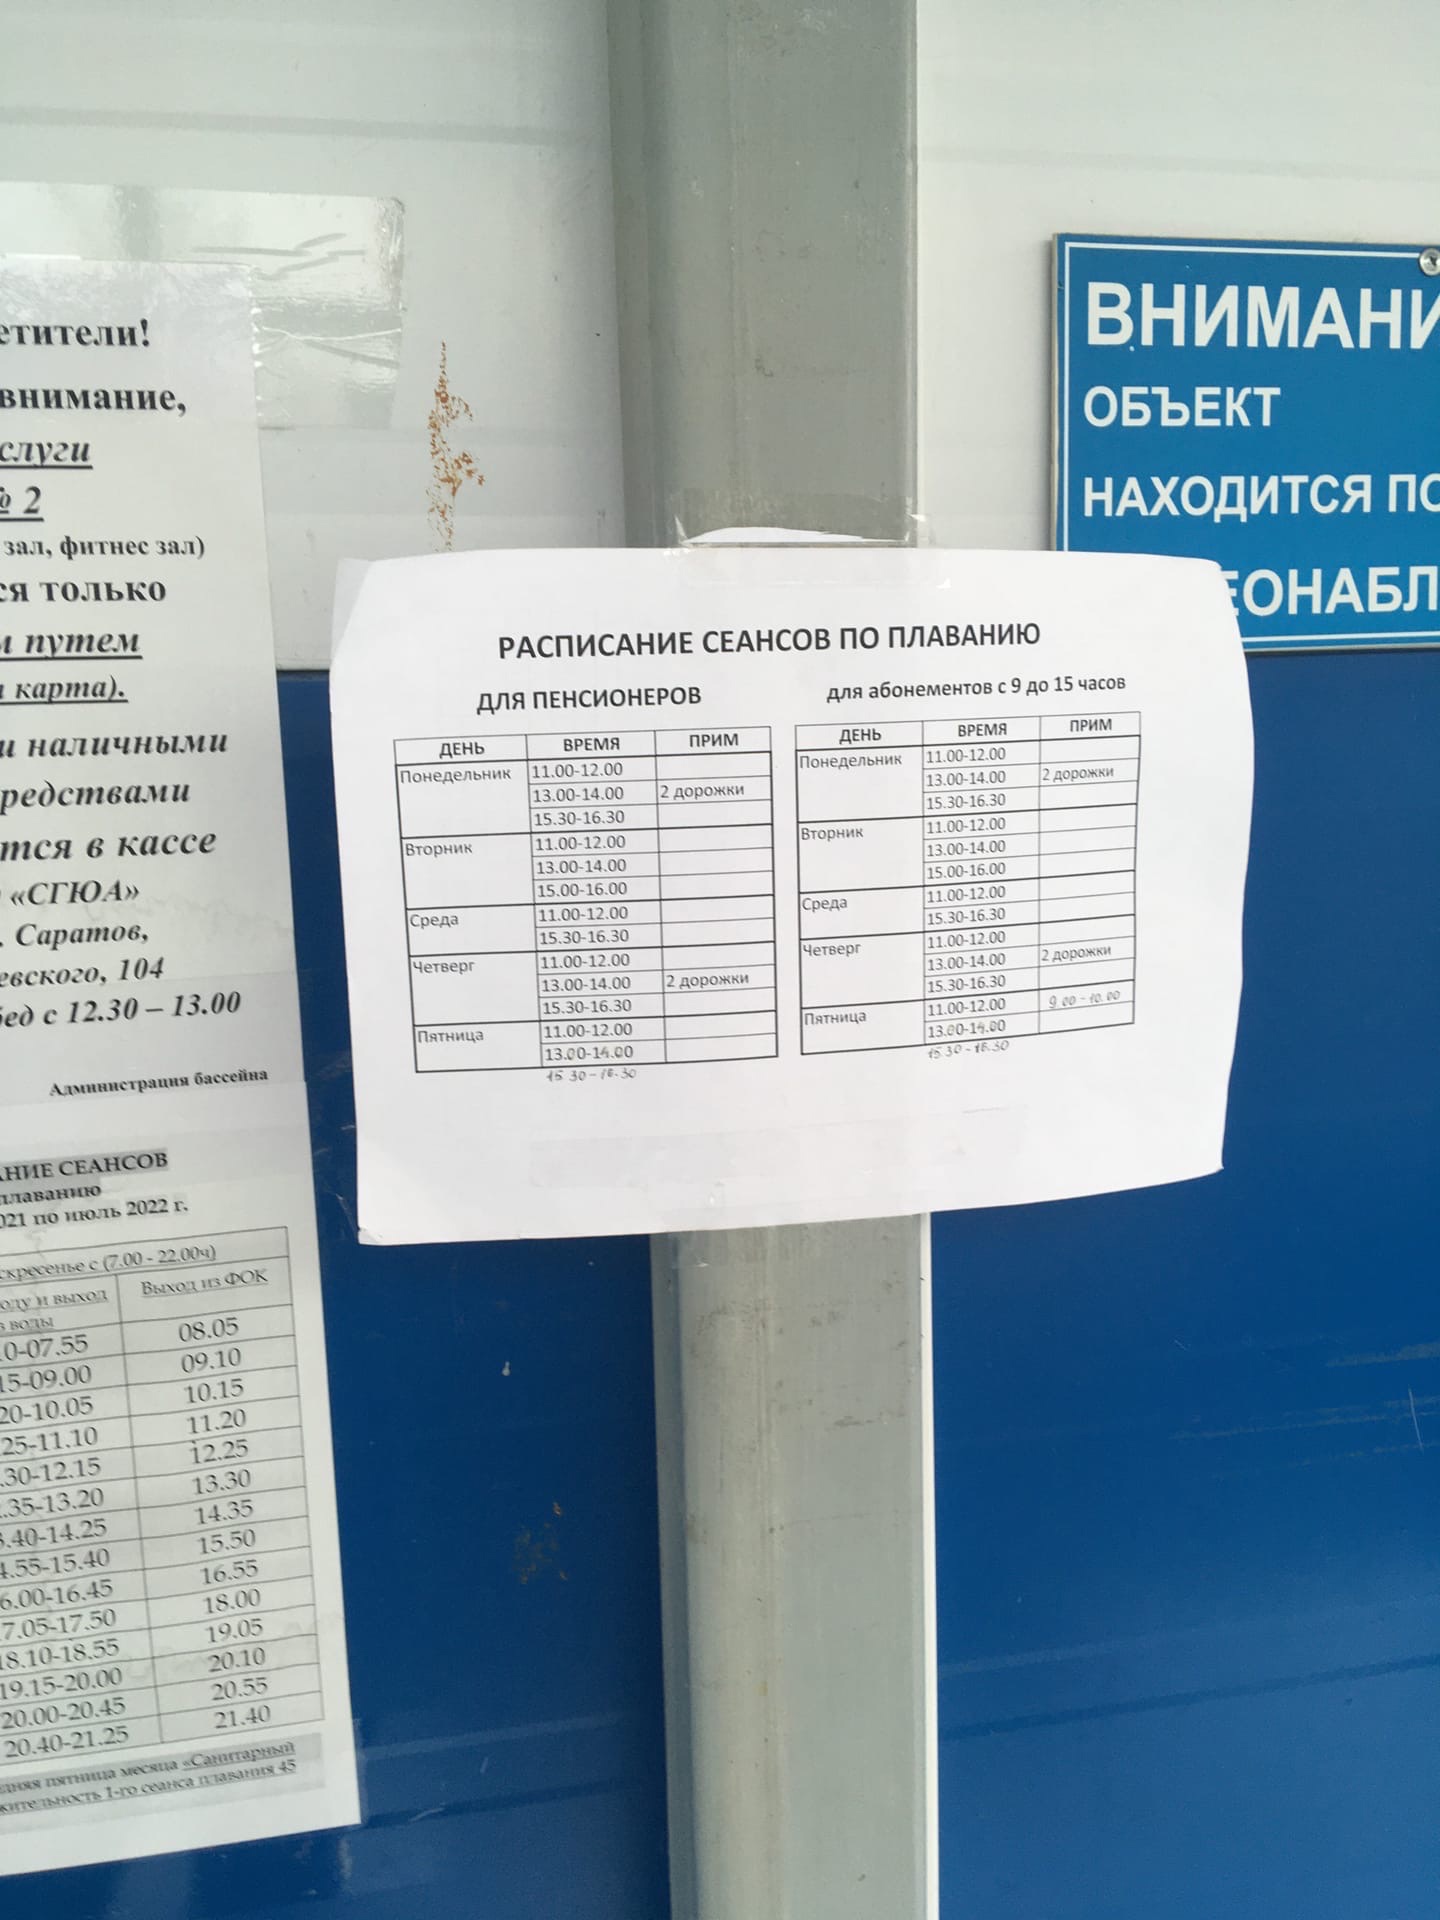 етители!
внимание,
слуги
№ 2
зал, фитнес зал)
ся только
м путем
карта).
и наличными
редствами
тся в кассе
«СГЮА»
. Саратов,
евского, 104
бед с 12.30 – 13.00
Администрация бассейна
АНИЕ СЕАНСОВ
плаванию
021 по июль 2022 г.
скресенье с (7.00 - 22.00ч)
оду и выход
з воды
Выход из ФОК
0-07.55 08.05
15-09.00 09.10
20-10.05 10.15
25-11.10 11.20
.30-12.15 12.25
.35-13.20 13.30
3.40-14.25 14.35
4.55-15.40 15.50
6.00-16.45 16.55
7.05-17.50 18.00
18.10-18.55 19.05
19.15-20.00 20.10
20.00-20.45 20.55
20.40-21.25 21.40
дняя пятница месяца «Санитарный
жительность 1-го сеанса плавания 45
РАСПИСАНИЕ СЕАНСОВ ПО ПЛАВАНИЮ
ДЛЯ ПЕНСИОНЕРОВ
ДЕНЬ ВРЕМЯ ПРИМ
Понедельник 11.00-12.00
13.00-14.00 2 дорожки
15.30-16.30
Вторник 11.00-12.00
13.00-14.00
15.00-16.00
Среда 11.00-12.00
15.30-16.30
Четверг 11.00-12.00
13.00-14.00 2 дорожки
15.30-16.30
Пятница 11.00-12.00
13.00-14.00
15 30 - 16.30
для абонементов с 9 до 15 часов
ДЕНЬ ВРЕМЯ ПРИМ
Понедельник 11.00-12.00
13.00-14.00 2 дорожки
15.30-16.30
Вторник 11.00-12.00
13.00-14.00
15.00-16.00
Среда 11.00-12.00
15.30-16.30
Четверг 11.00-12.00
13.00-14.00 2 дорожки
15.30-16.30
Пятница 11.00-12.00 9.00 - 10.00
13.00-14.00
15 30 - 16.30
ВНИМАНИ
ОБЪЕКТ
НАХОДИТСЯ ПО
ЕОНАБЛ